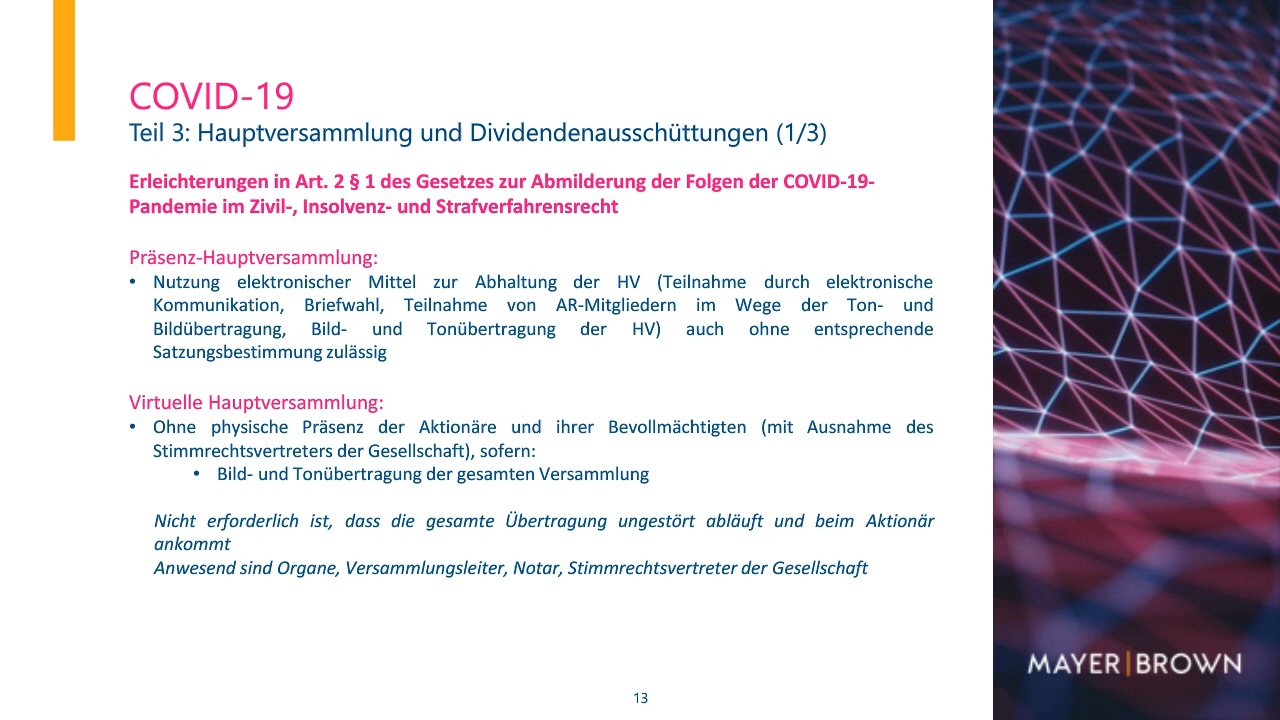 COVID-19
Teil 3: Hauptversammlung und Dividendenausschüttungen (1/3)
Erleichterungen in Art. 2 § 1 des Gesetzes zur Abmilderung der Folgen der COVID-19-
Pandemie im Zivil-, Insolvenz- und Strafverfahrensrecht
Präsenz-Hauptversammlung:
• Nutzung elektronischer Mittel zur Abhaltung der HV (Teilnahme durch elektronische
Kommunikation, Briefwahl, Teilnahme von AR-Mitgliedern im Wege der Ton- und
Bildübertragung, Bild- und Tonübertragung der HV) auch ohne entsprechende
Satzungsbestimmung zulässig
Virtuelle Hauptversammlung:
• Ohne physische Präsenz der Aktionäre und ihrer Bevollmächtigten (mit Ausnahme des
Stimmrechtsvertreters der Gesellschaft), sofern:
• Bild- und Tonübertragung der gesamten Versammlung
Nicht erforderlich ist, dass die gesamte Übertragung ungestört abläuft und beim Aktionär
ankommt
Anwesend sind Organe, Versammlungsleiter, Notar, Stimmrechtsvertreter der Gesellschaft
MAYER|BROWN
13